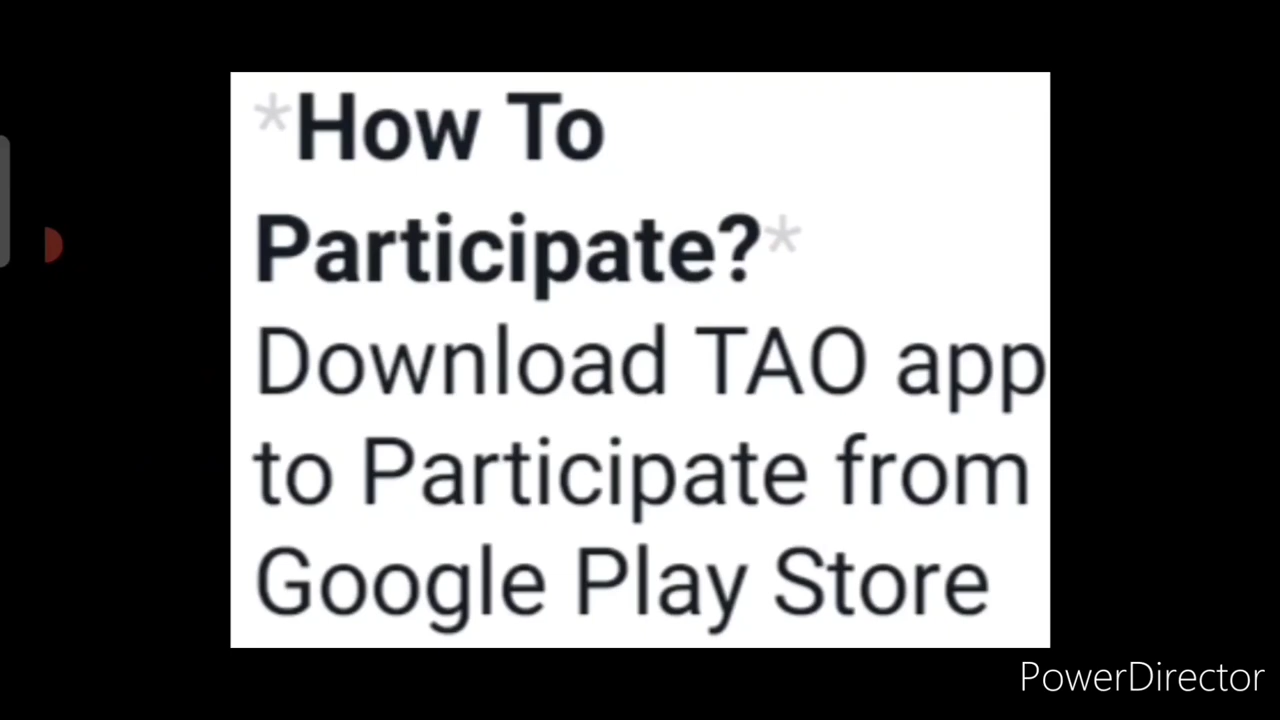 *How To
Participate?*
Download TAO app
to Participate from
Google Play Store
PowerDirector